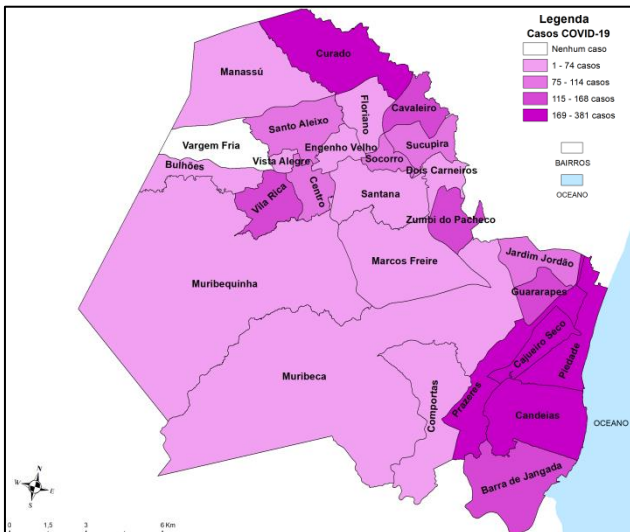 Legenda
Casos COVID-19
Nenhum caso
1 - 74 casos
75 - 114 casos
115 - 168 casos
169 - 381 casos
BAIRROS
OCEANO
Curado
Manassú
Floriano
Cavaleiro
Santo Aleixo
Vargem Fria
Engenho Velho
Sucupira
Vista Alegre
Socorro
Bulhões
Dois Carneiros
Vila Rica
Centro
Santana
Zumbi do Pacheco
Marcos Freire
Jardim Jordão
Muribequinha
Guararapes
Cajueiro Seco
Piedade
Muribeca
Comportas
Prazeres
Candeias
OCEANO
Barra de Jangada
N
W E
S
0 1,5 3 6 Km